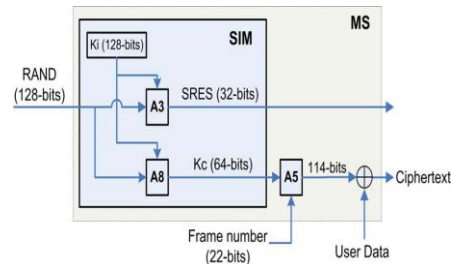 MS
SIM
Ki (128-bits)
RAND
(128-bits)
A3
SRES (32-bits)
A8
Kc (64-bits)
A5
114-bits
Ciphertext
Frame number
(22-bits)
User Data